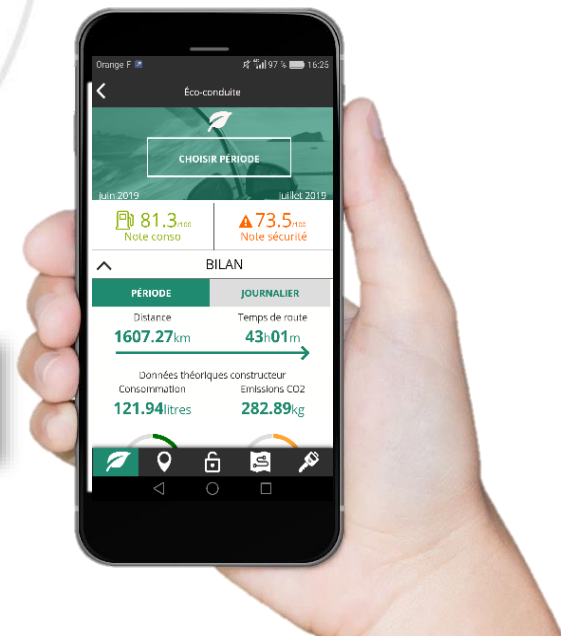 Orange F 97 % 16:25
Éco-conduite
CHOISIR PÉRIODE
juin 2019 juillet 2019
81.3/100 73.5/100
Note conso Note sécurité
BILAN
PÉRIODE JOURNALIER
Distance Temps de route
1607.27km 43h01m
Données théoriques constructeur
Consommation Emissions CO2
121.94litres 282.89kg